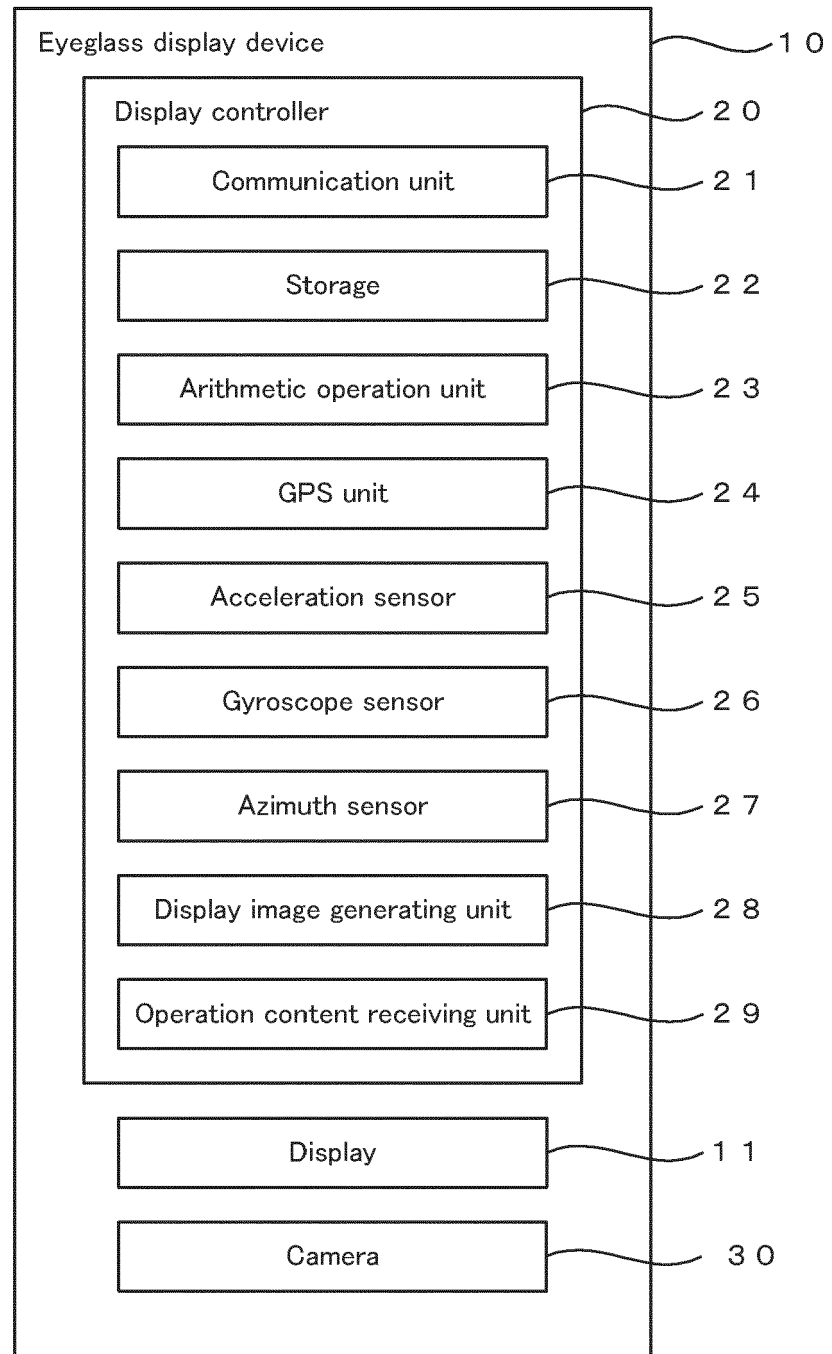 Eyeglass display device 10
Display controller 20
Communication unit 21
Storage 22
Arithmetic operation unit 23
GPS unit 24
Acceleration sensor 25
Gyroscope sensor 26
Azimuth sensor 27
Display image generating unit 28
Operation content receiving unit 29
Display 11
Camera 30